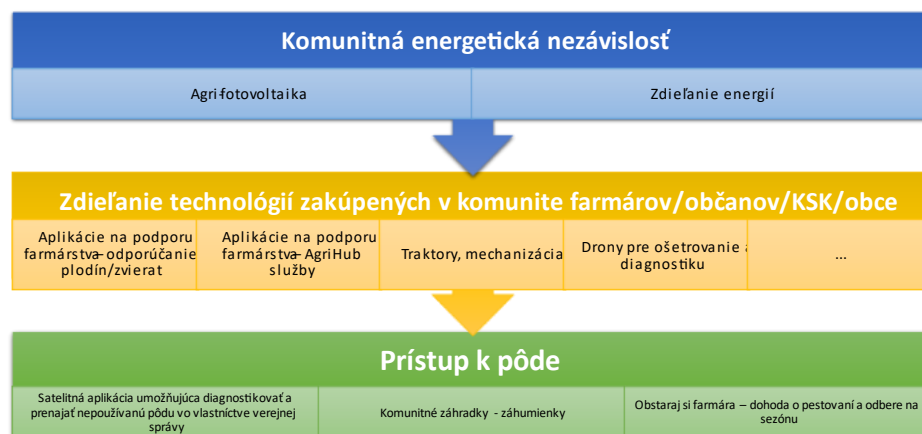 Komunitná energetická nezávislosť
Agri-fotovoltaika
Zdieľanie energií
Zdieľanie technológií zakúpených v komunite farmárov/občanov/KSK/obce
Aplikácie na podporu
farmárstva– odporúčanie
plodín/zvierat
Aplikácie na podporu
farmárstva– AgriHub
služby
Traktory, mechanizácia
Drony pre ošetrovanie a
diagnostiku
...
Prístup k pôde
Satelitná aplikácia umožňujúca diagnostikovať a
prenajať nepoužívanú pôdu vo vlastníctve verejnej
správy
Komunitné záhradky - záhumienky
Obstaraj si farmára – dohoda o pestovaní a odbere na
sezónu